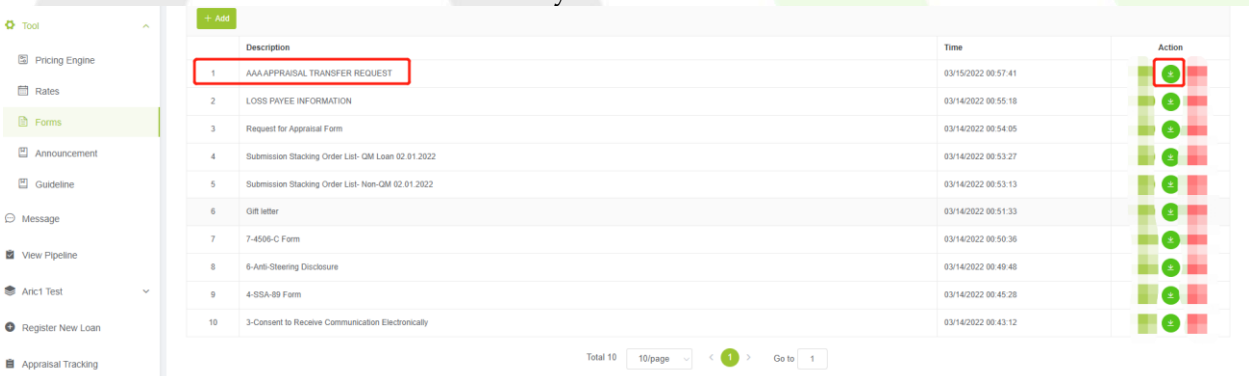 Tool
+ Add
Description Time Action
Pricing Engine
1 AAA APPRAISAL TRANSFER REQUEST 03/15/2022 00:57:41
Rates
2 LOSS PAYEE INFORMATION 03/14/2022 00:55:18
Forms
3 Request for Appraisal Form 03/14/2022 00:54:05
Announcement
4 Submission Stacking Order List- QM Loan 02.01.2022 03/14/2022 00:53:27
Guideline
5 Submission Stacking Order List- Non-QM 02.01.2022 03/14/2022 00:53:13
Message
6 Gift letter 03/14/2022 00:51:33
7 7-4506-C Form 03/14/2022 00:50:36
View Pipeline
8 6-Anti-Steering Disclosure 03/14/2022 00:49:48
Aric1 Test
9 4-SSA-89 Form 03/14/2022 00:45:28
Register New Loan
10 3-Consent to Receive Communication Electronically 03/14/2022 00:43:12
Total 10 10/page < 1 > Go to 1
Appraisal Tracking